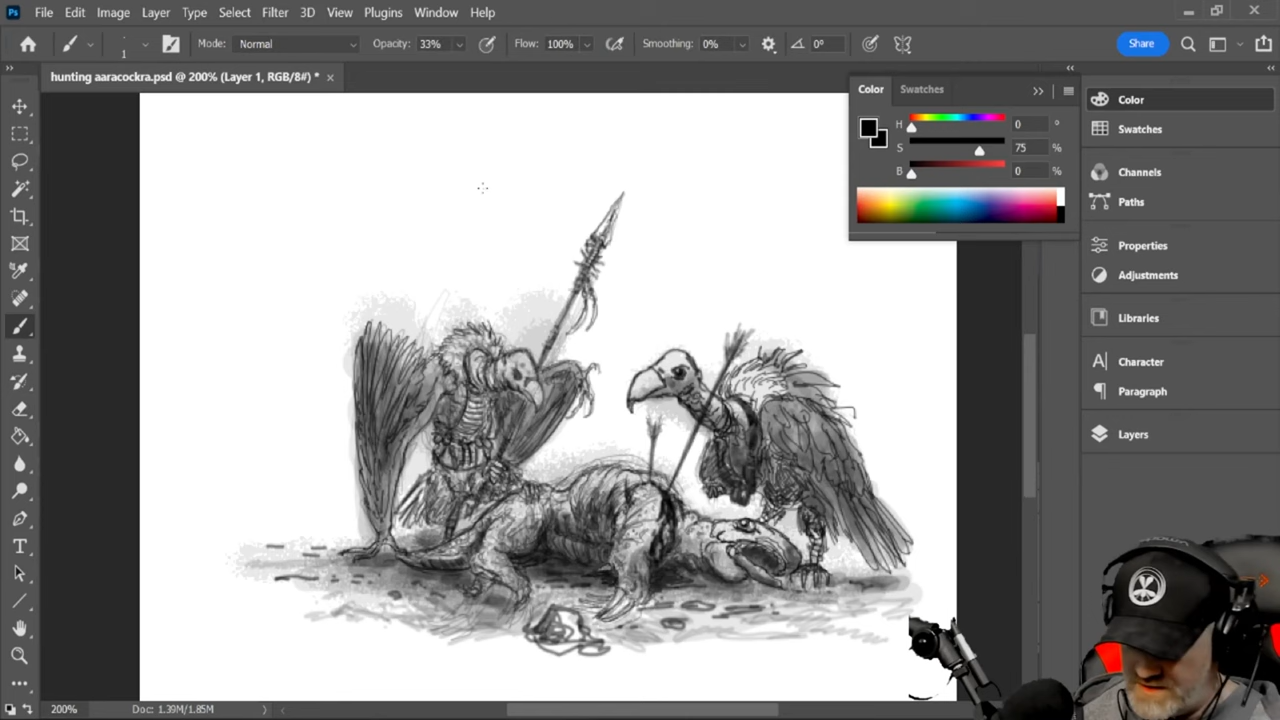 Ps File Edit Image Layer Type Select Filter 3D View Plugins Window Help
1 Mode: Normal Opacity: 33% Flow: 100% Smoothing: 0% 0° Share
hunting aaracockra.psd @ 200% (Layer 1, RGB/8#) * ×
Color Swatches
H 0 °
S 75 %
B 0 %
Color
Swatches
Channels
Paths
Properties
Adjustments
Libraries
Character
Paragraph
Layers
200% Doc: 1.39M/1.85M